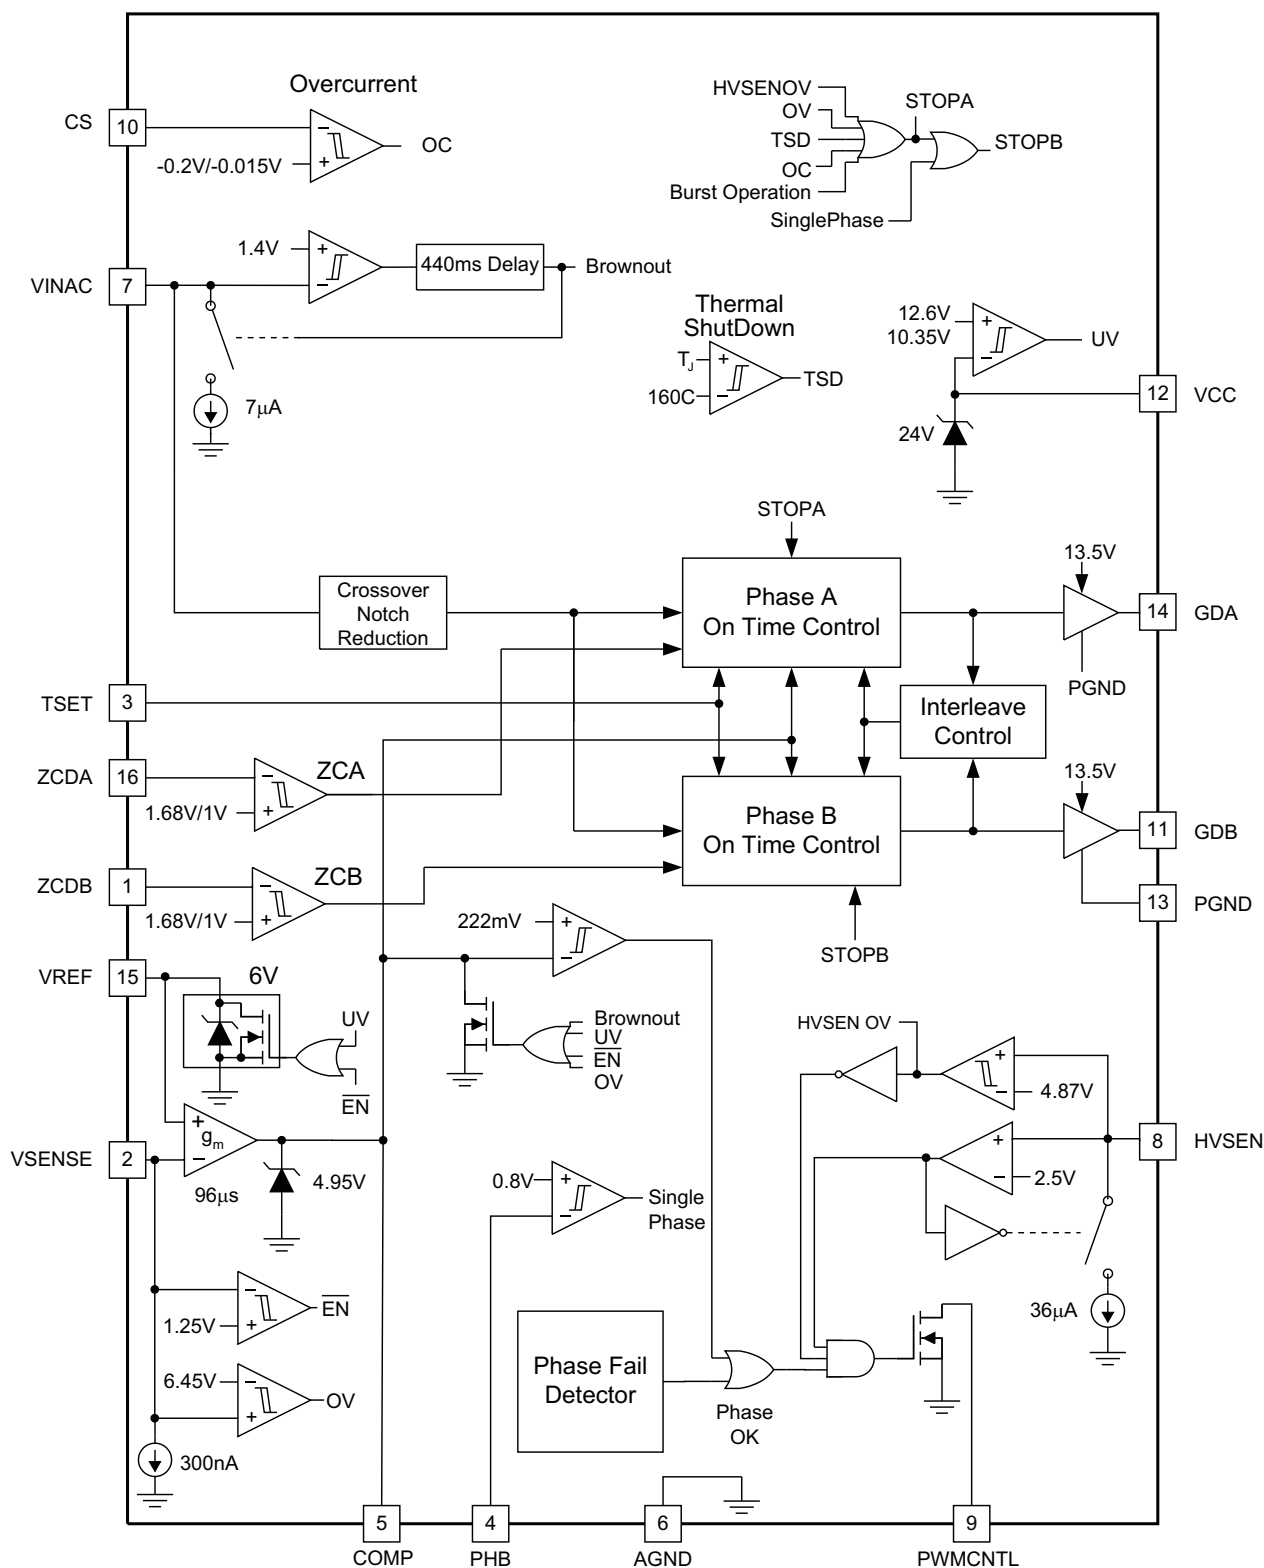 Overcurrent
CS
10
−
+
-0.2V/-0.015V
OC
HVSENOV
OV
TSD
OC
Burst Operation
STOPA
STOPB
SinglePhase
1.4V
+
−
440ms Delay
Brownout
VINAC
7
7µA
Thermal
ShutDown
TJ
+
160C
−
TSD
12.6V
10.35V
+
−
UV
12
VCC
24V
STOPA
Crossover
Notch
Reduction
Phase A
On Time Control
13.5V
14
GDA
PGND
TSET
3
Interleave
Control
ZCDA
16
−
+
1.68V/1V
ZCA
Phase B
On Time Control
13.5V
11
GDB
ZCDB
1
−
+
1.68V/1V
ZCB
13
PGND
STOPB
222mV
+
−
VREF
15
6V
UV
EN
Brownout
UV
EN
OV
HVSEN OV
+
−
4.87V
VSENSE
2
+
gm
−
96µs
4.95V
8
HVSEN
+
−
2.5V
0.8V
+
−
Single
Phase
−
+
1.25V
EN
36µA
6.45V
−
+
OV
Phase Fail
Detector
Phase
OK
300nA
5
COMP
4
PHB
6
AGND
9
PWMCNTL